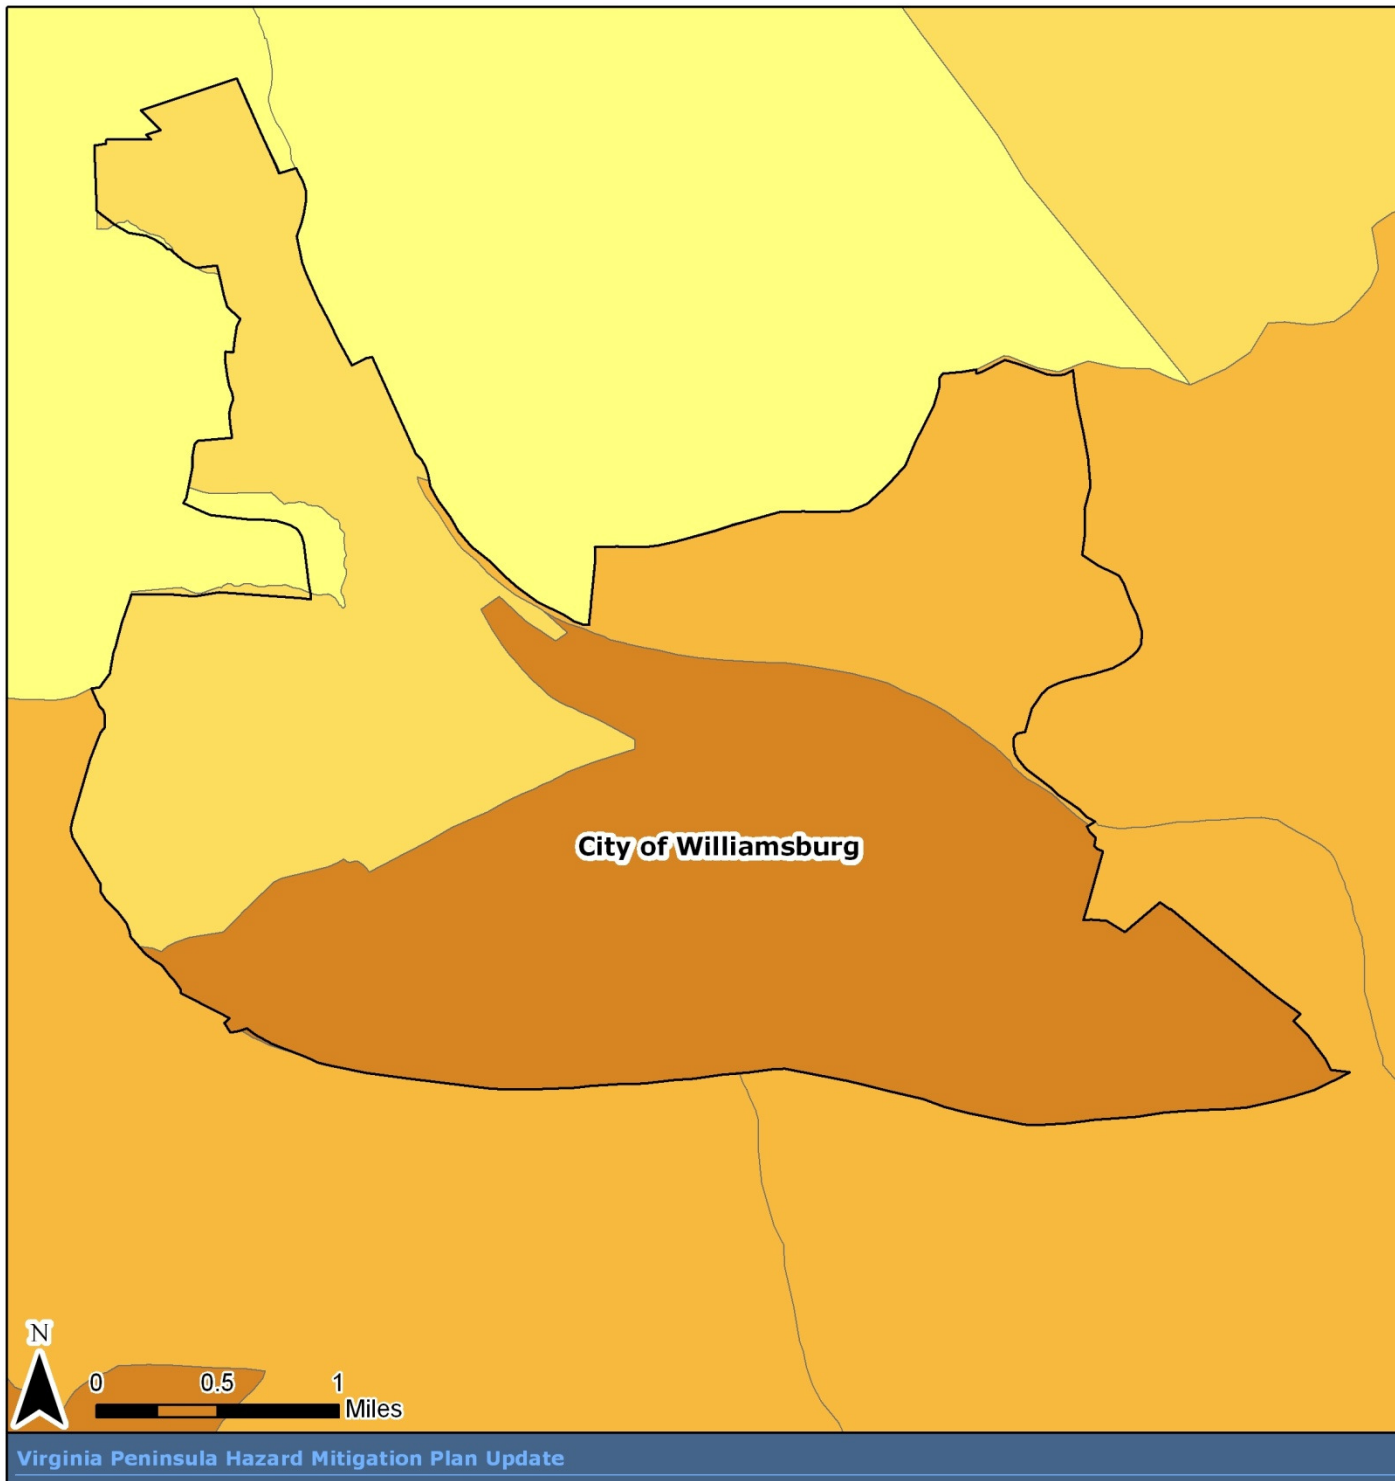 City of Williamsburg
N
0 0.5 1
Miles
Virginia Peninsula Hazard Mitigation Plan Update